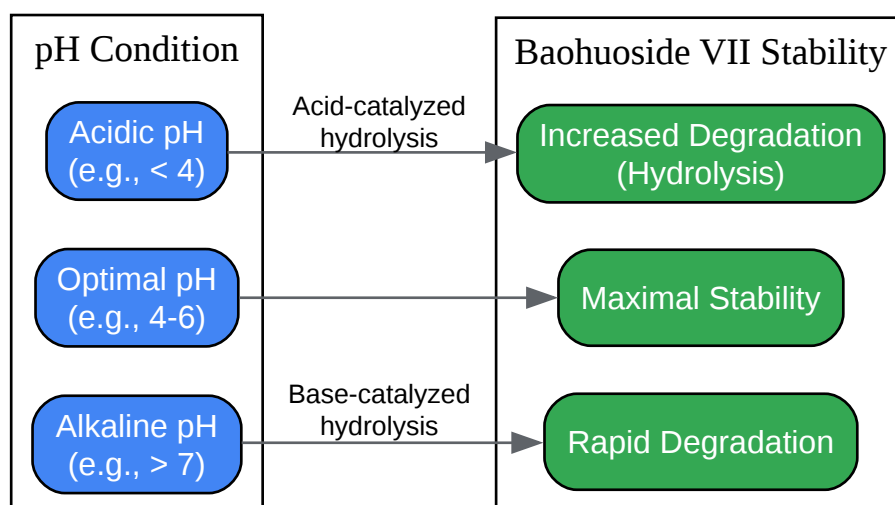 pH Condition
Baohuoside VII Stability
Acidic pH
(e.g., < 4)
Acid-catalyzed
hydrolysis
Increased Degradation
(Hydrolysis)
Optimal pH
(e.g., 4-6)
Maximal Stability
Alkaline pH
(e.g., > 7)
Base-catalyzed
hydrolysis
Rapid Degradation